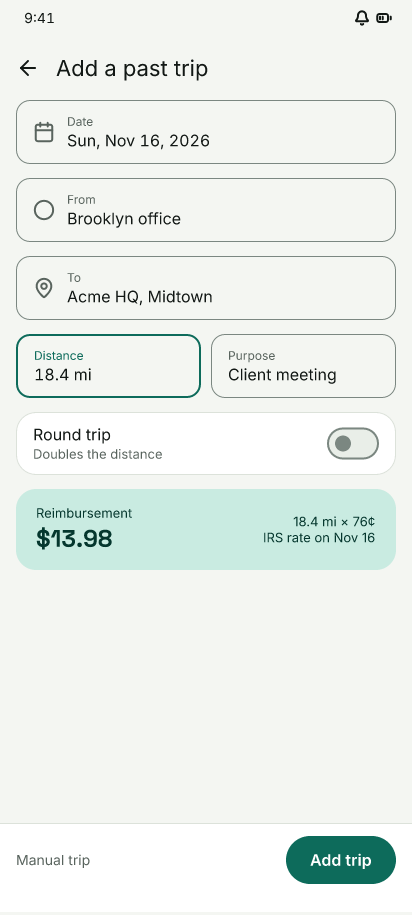 9:41
Add a past trip
Date
Sun, Nov 16, 2026
From
Brooklyn office
To
Acme HQ, Midtown
Distance
18.4 mi
Purpose
Client meeting
Round trip
Doubles the distance
Reimbursement
$13.98
18.4 mi × 76¢
IRS rate on Nov 16
Manual trip
Add trip